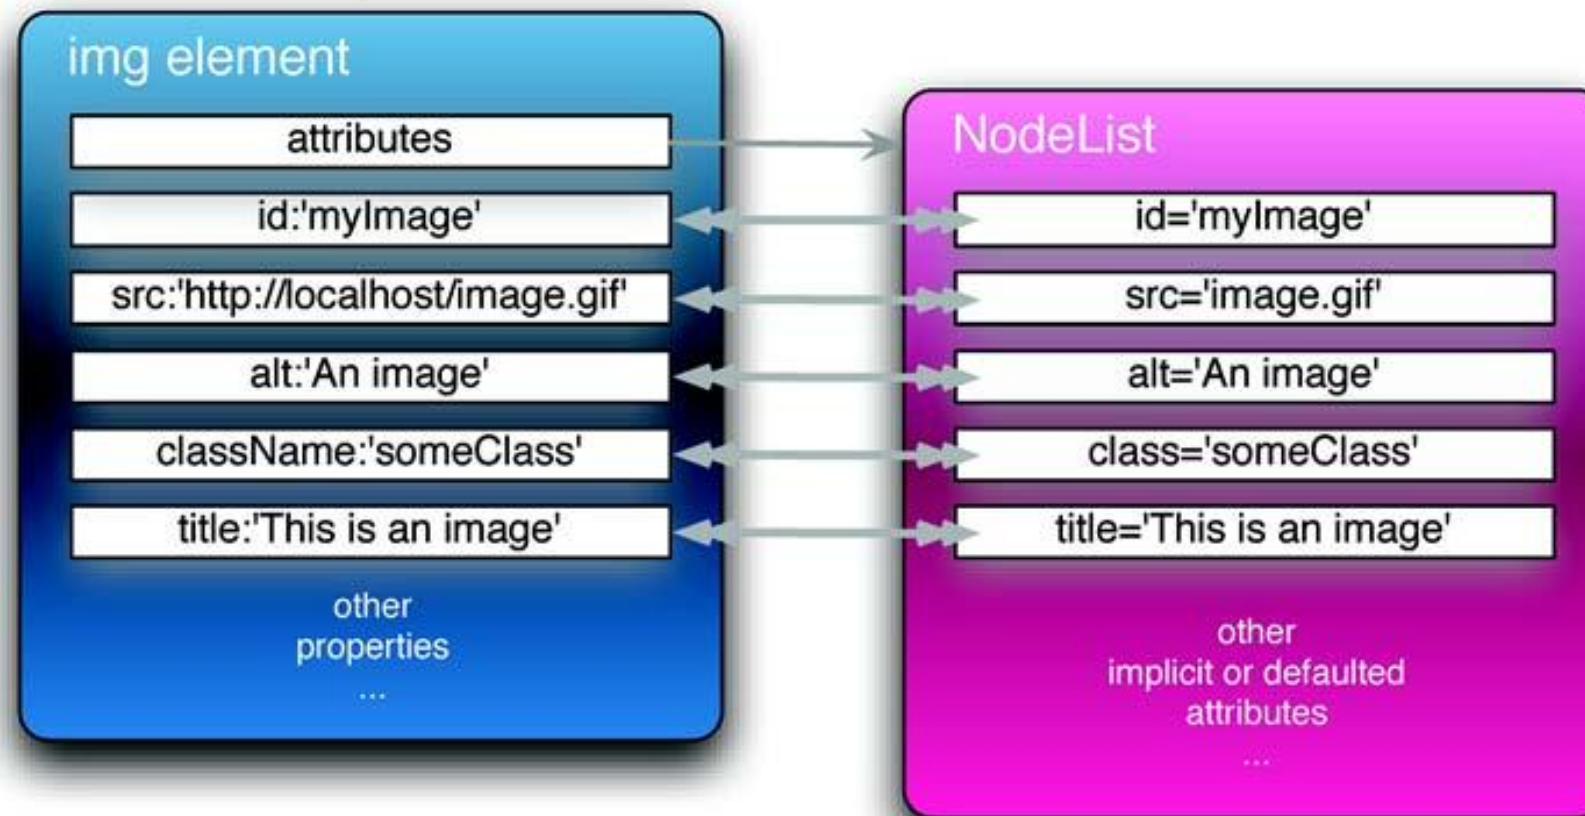 img element
attributes
id:'myImage'
src:'http://localhost/image.gif'
alt:'An image'
className:'someClass'
title:'This is an image'
other
properties
...
NodeList
id='myImage'
src='image.gif'
alt='An image'
class='someClass'
title='This is an image'
other
implicit or defaulted
attributes
...